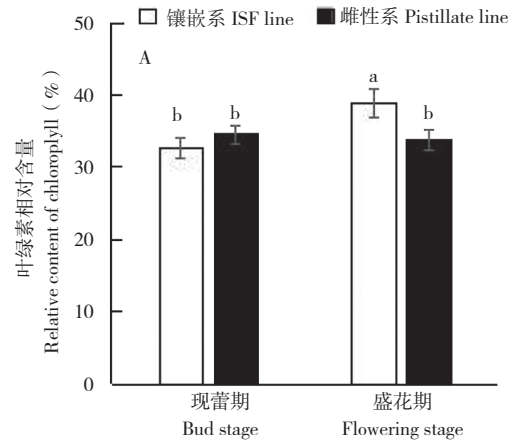 镶嵌系 ISF line 雌性系 Pistillate line
50
A
a
40
b b b
30
20
10
0
叶绿素相对含量
Relative content of chloroplyll（%）
现蕾期 盛花期
Bud stage Flowering stage